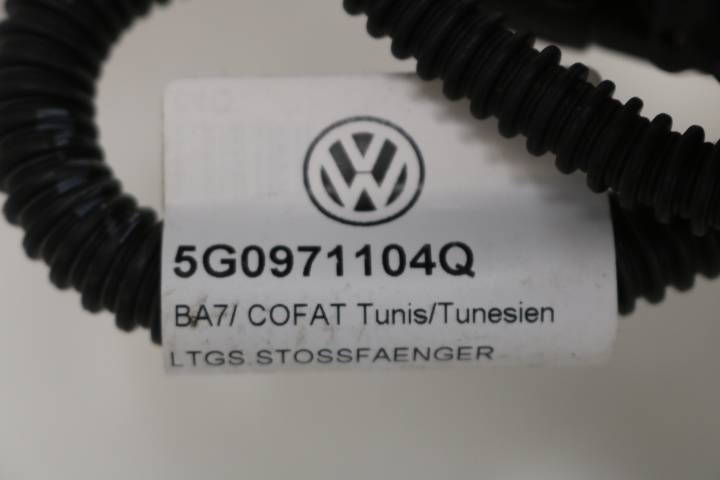 5G0971104Q
BA7/ COFAT Tunis/Tunesien
LTGS.STOSSFAENGER